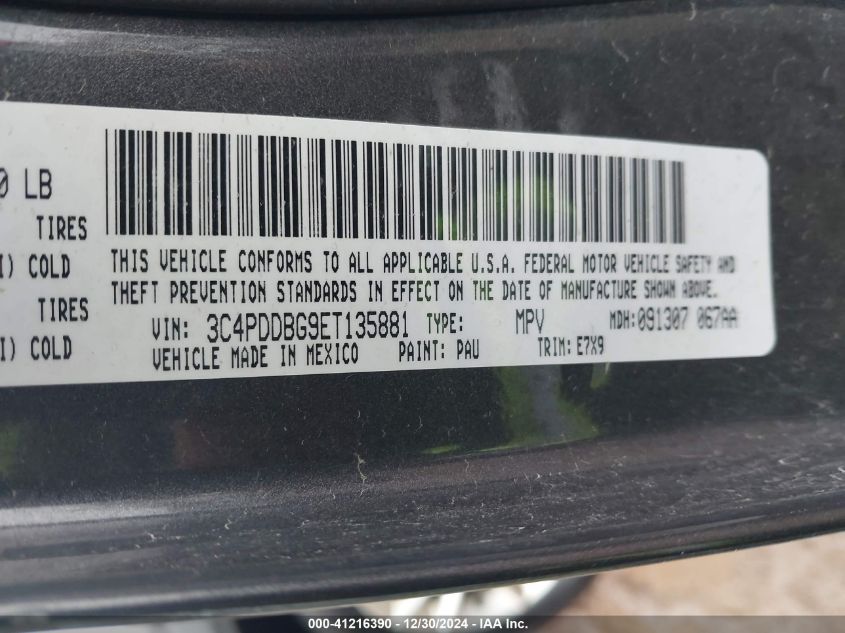 0 LB
TIRES
I) COLD
TIRES
I) COLD
THIS VEHICLE CONFORMS TO ALL APPLICABLE U.S.A. FEDERAL MOTOR VEHICLE SAFETY AND
THEFT PREVENTION STANDARDS IN EFFECT ON THE DATE OF MANUFACTURE SHOWN ABOVE.
VIN: 3C4PDDBG9ET135881 TYPE: MPV MDH:091307 067AA
VEHICLE MADE IN MEXICO PAINT: PAU TRIM: E7X9
000-41216390 - 12/30/2024 - IAA Inc.